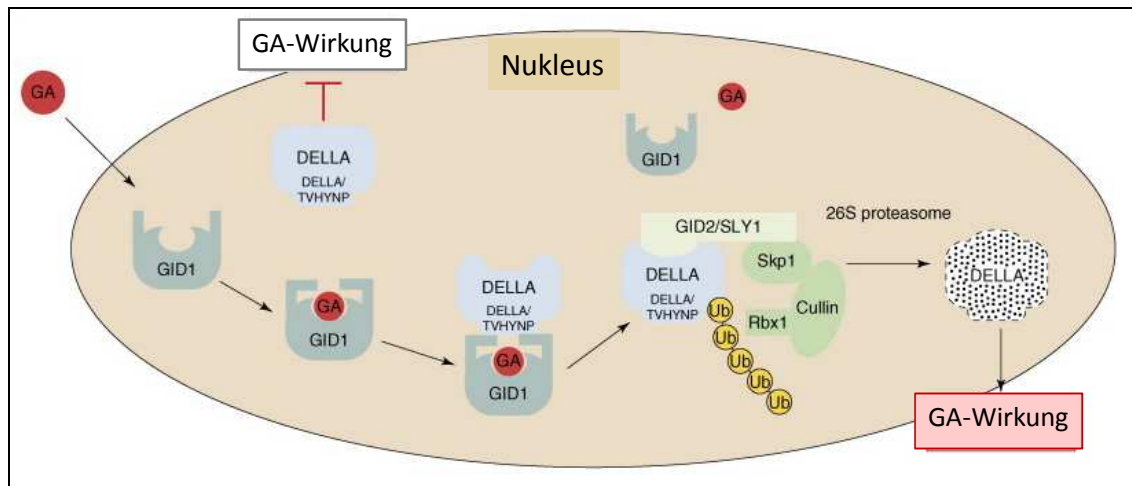 GA-Wirkung
Nukleus
GA
GA
DELLA
DELLA/
TVHYNP
GID1
GID2/SLY1
26S proteasome
GID1
GA
GID1
DELLA
DELLA/
TVHYNP
GA
GID1
DELLA
DELLA/
TVHYNP
Skp1
Cullin
Rbx1
Ub
Ub
Ub
Ub
Ub
DELLA
GA-Wirkung